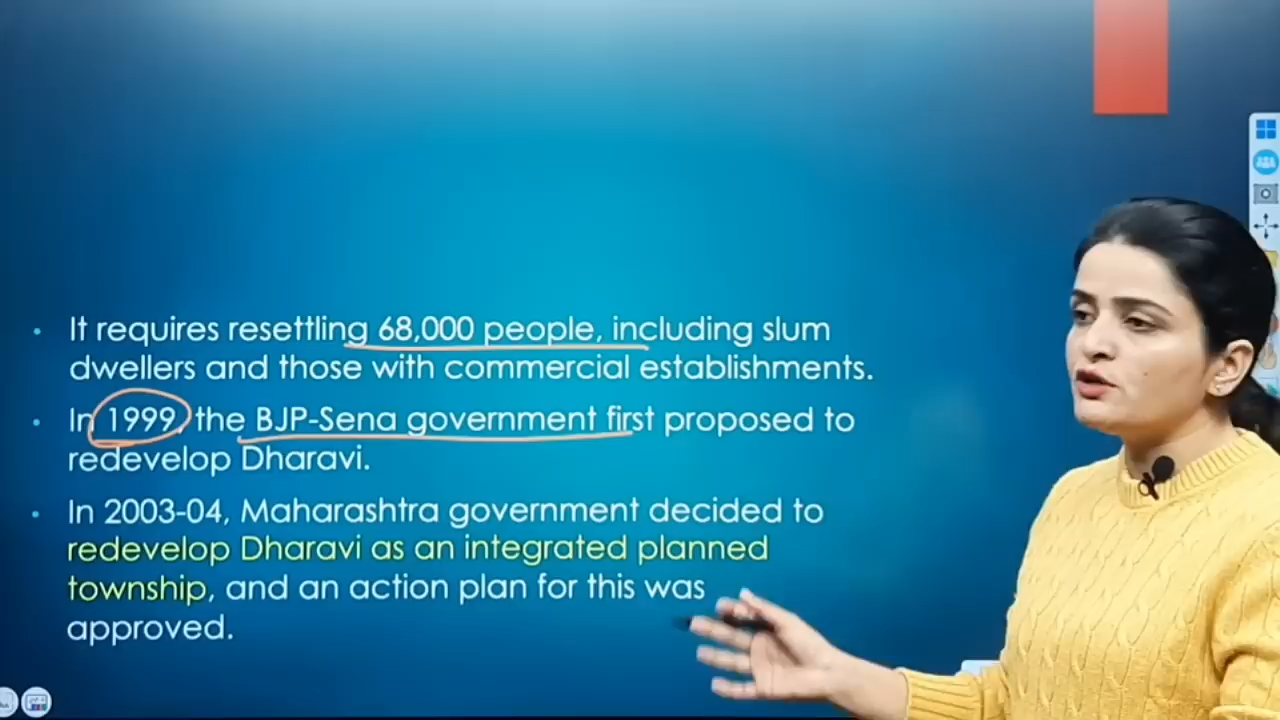 It requires resettling 68,000 people, including slum
dwellers and those with commercial establishments.
In 1999, the BJP-Sena government first proposed to
redevelop Dharavi.
In 2003-04, Maharashtra government decided to
redevelop Dharavi as an integrated planned
township, and an action plan for this was
approved.